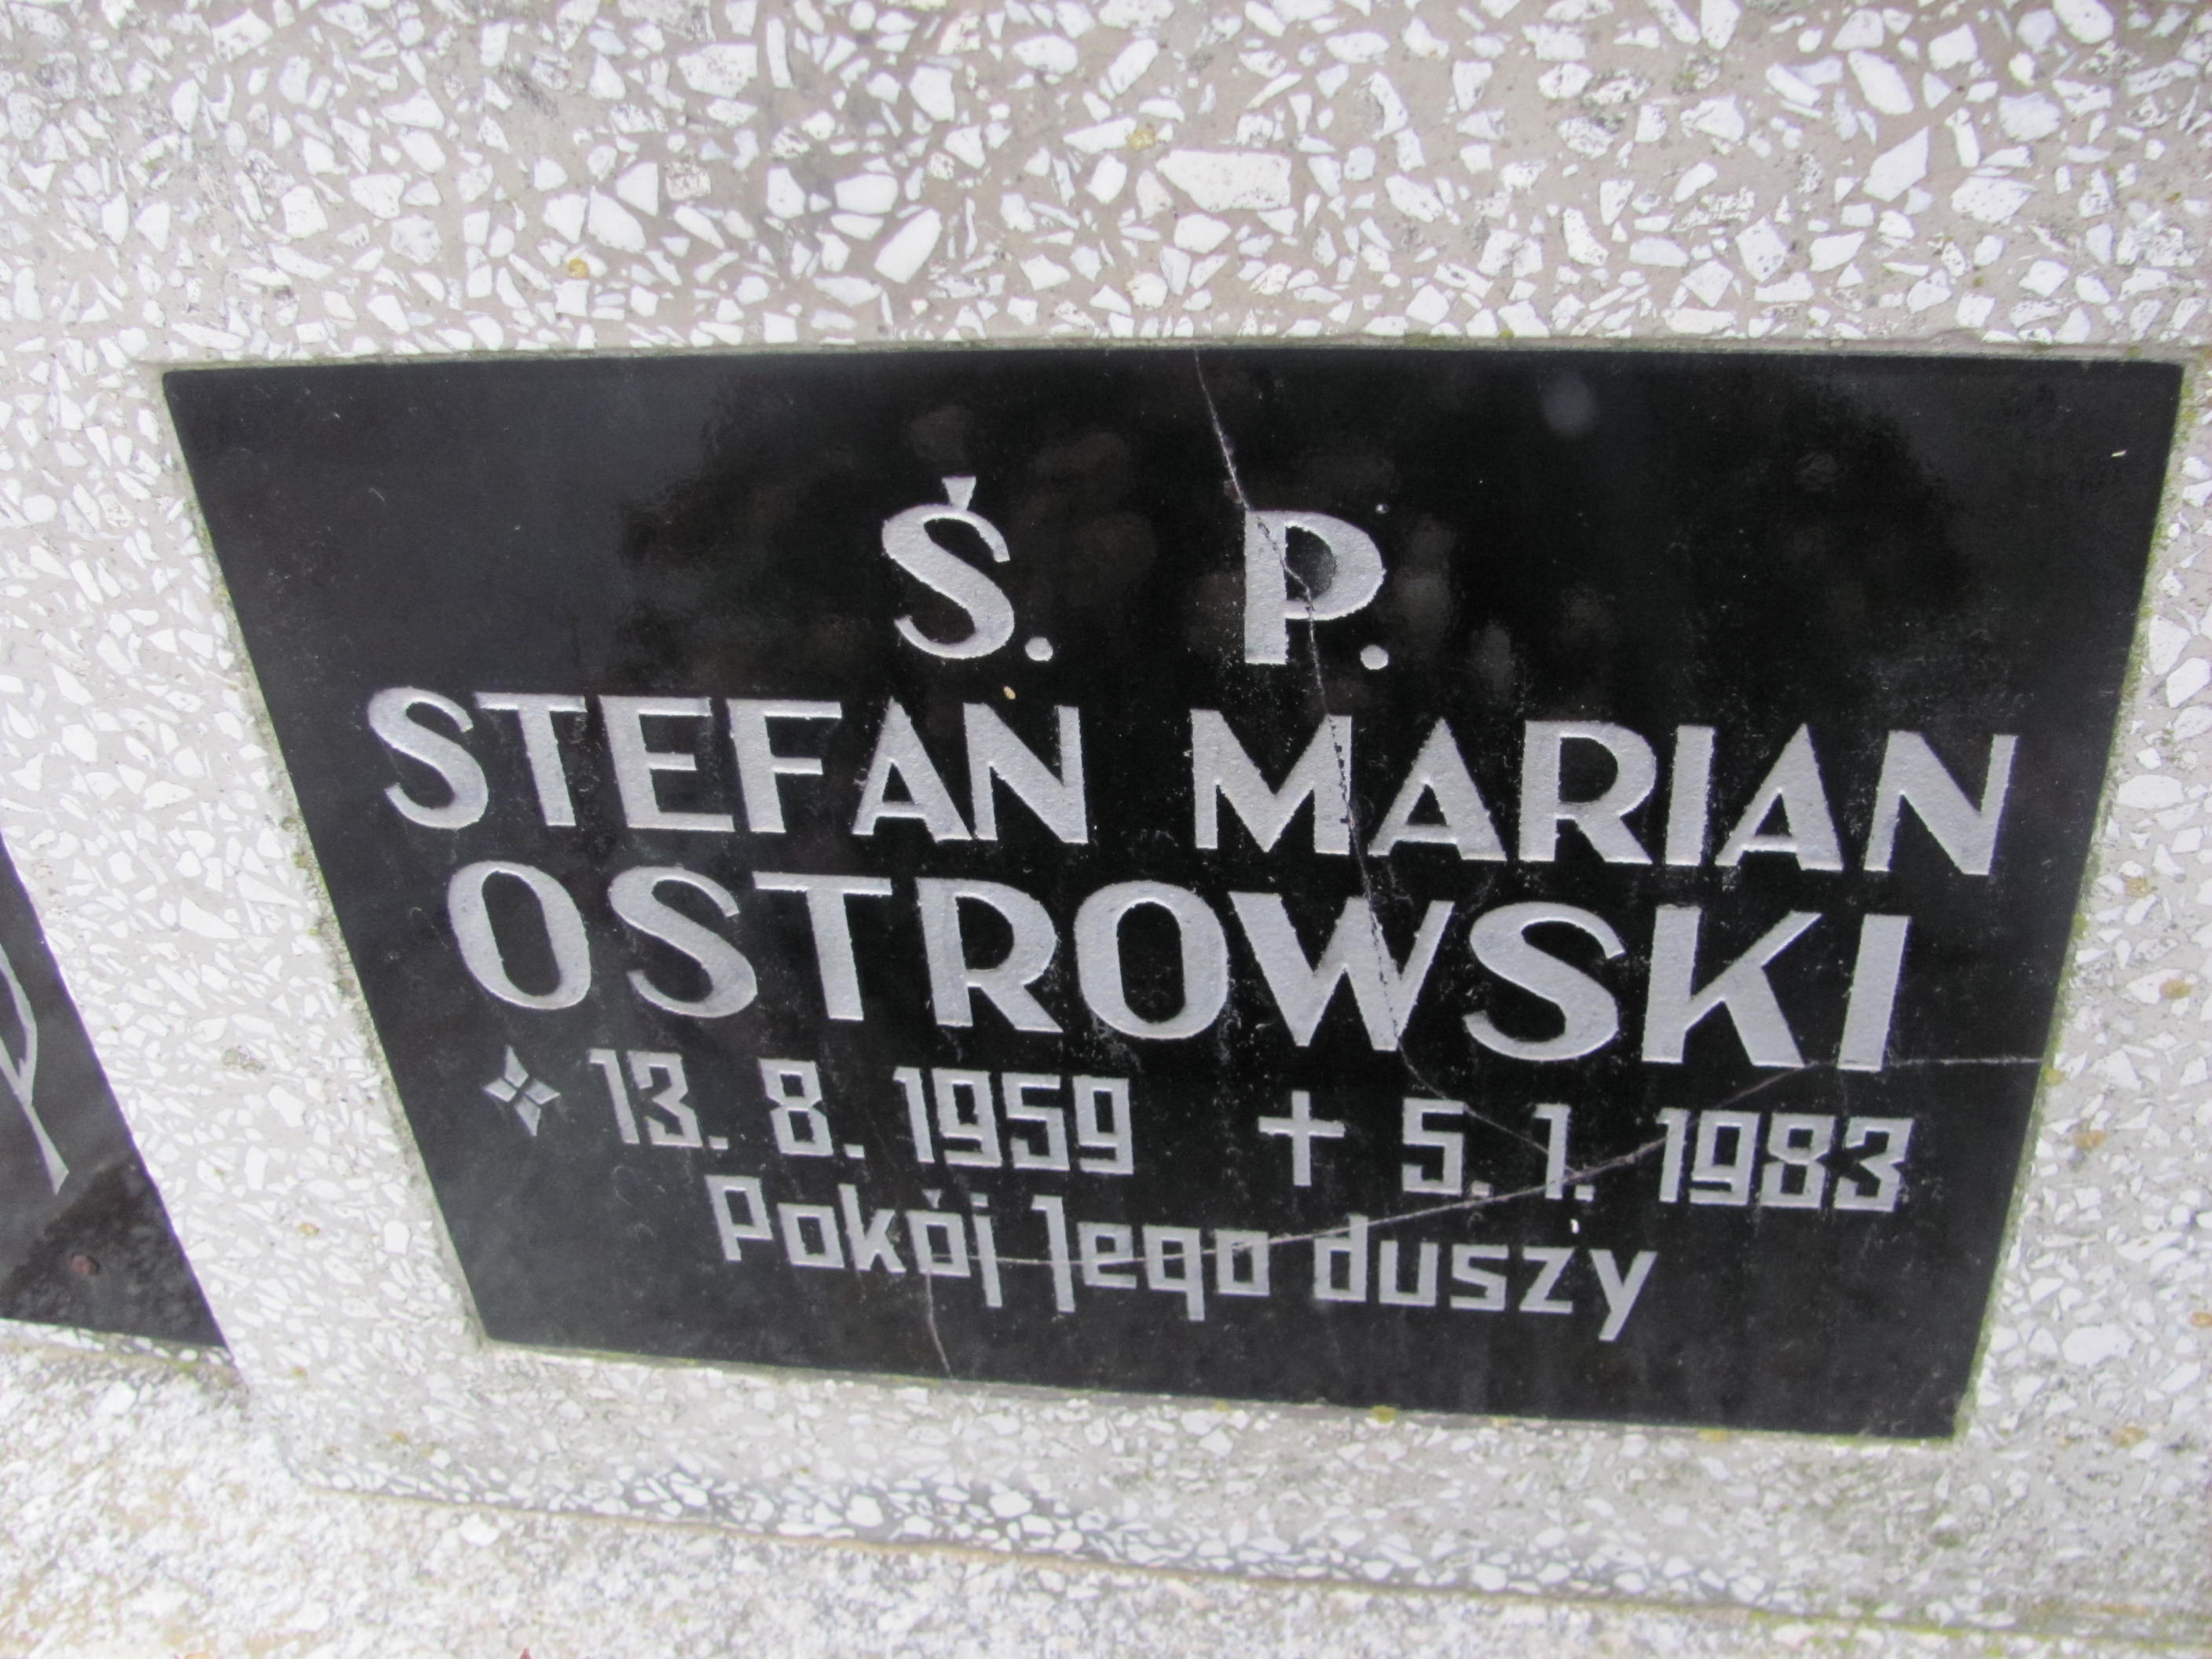 Ś. P.
STEFAN MARIAN
OSTROWSKI
13. 8. 1959 ✝ 5. 1. 1983
Pokój Jego duszy